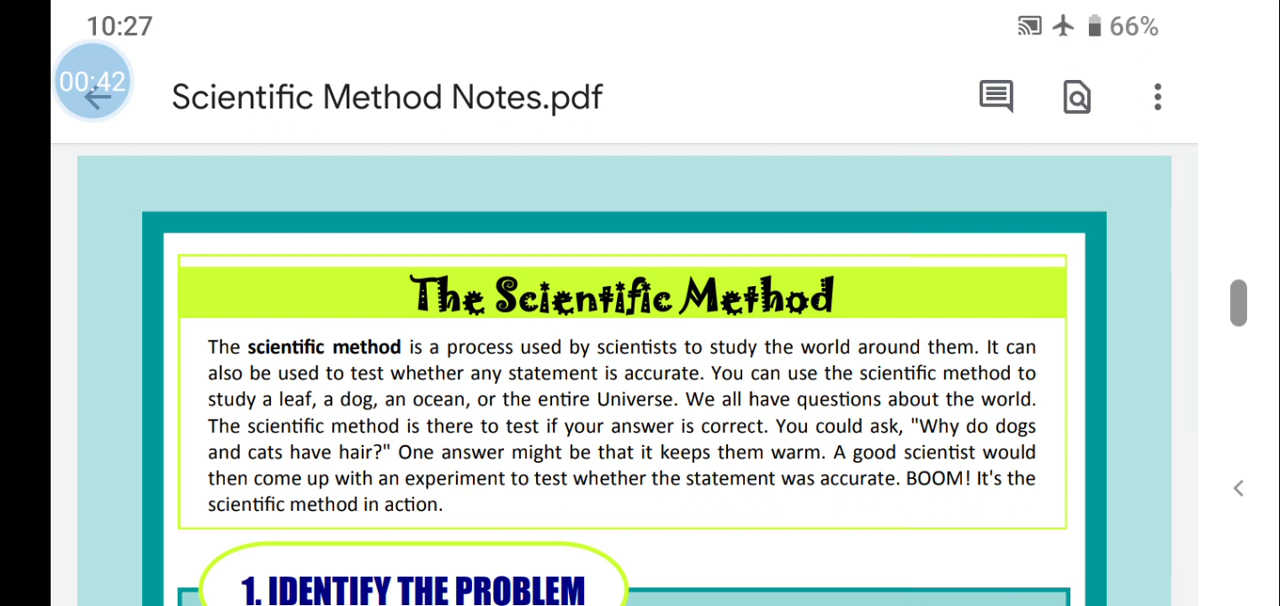 10:27
66%
00:42
Scientific Method Notes.pdf
The Scientific Method
The scientific method is a process used by scientists to study the world around them. It can
also be used to test whether any statement is accurate. You can use the scientific method to
study a leaf, a dog, an ocean, or the entire Universe. We all have questions about the world.
The scientific method is there to test if your answer is correct. You could ask, "Why do dogs
and cats have hair?" One answer might be that it keeps them warm. A good scientist would
then come up with an experiment to test whether the statement was accurate. BOOM! It's the
scientific method in action.
1. IDENTIFY THE PROBLEM